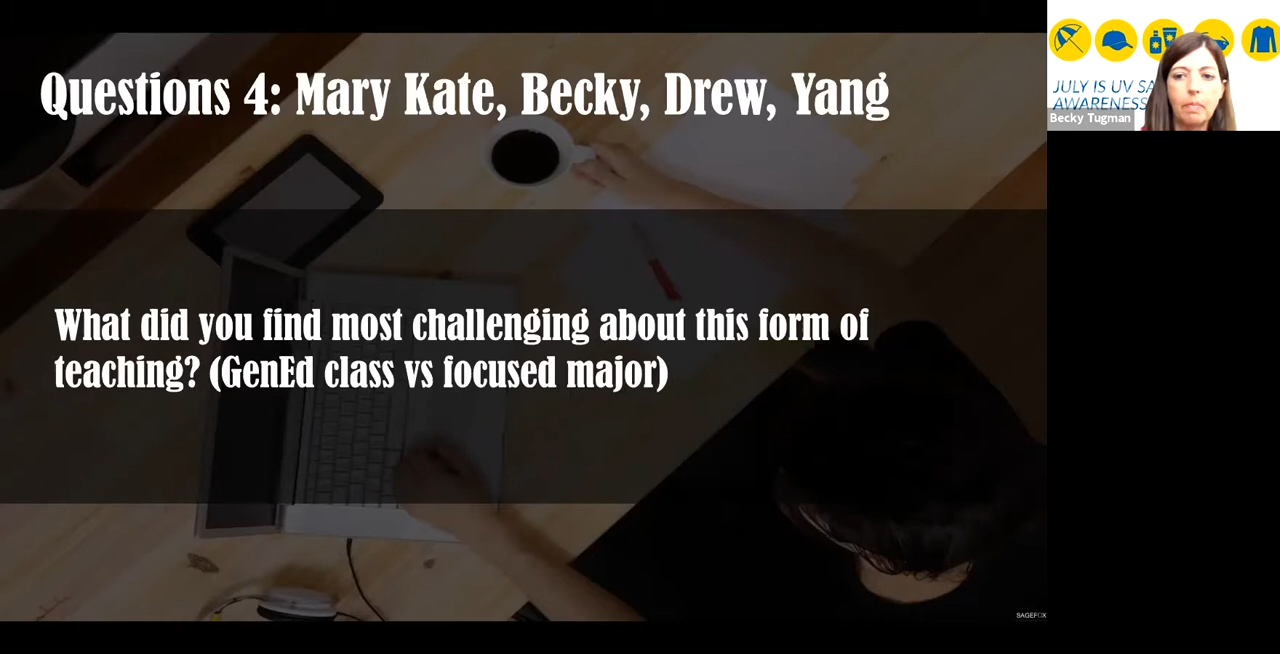 Questions 4: Mary Kate, Becky, Drew, Yang
What did you find most challenging about this form of
teaching? (GenEd class vs focused major)
SAGEFOX
JULY IS UV SA
AWARENESS
Becky Tugman